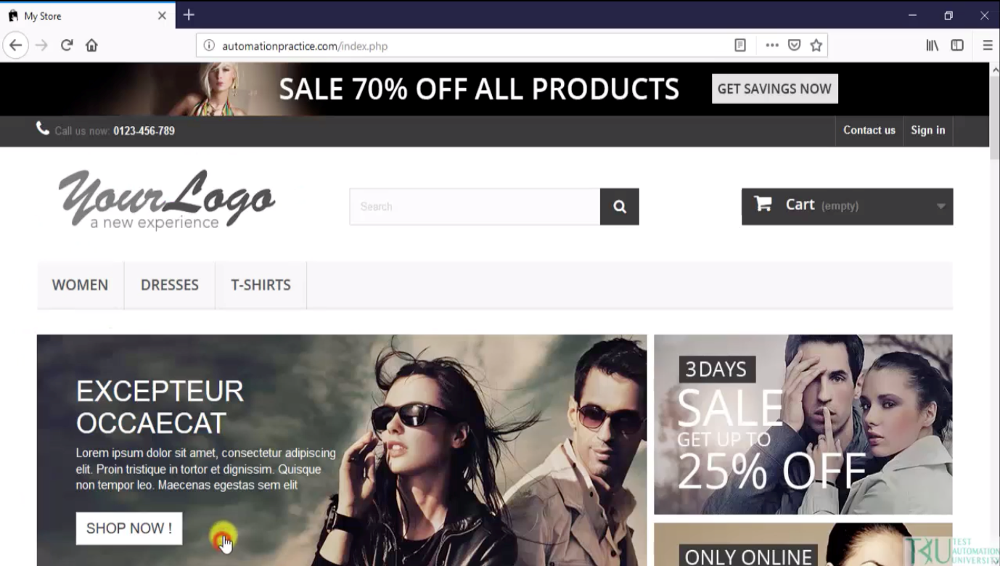 My Store
automationpractice.com/index.php
SALE 70% OFF ALL PRODUCTS
GET SAVINGS NOW
Call us now: 0123-456-789
Contact us
Sign in
YourLogo
a new experience
Search
Cart (empty)
WOMEN
DRESSES
T-SHIRTS
EXCEPTEUR
OCCAECAT
Lorem ipsum dolor sit amet, consectetur adipiscing
elit. Proin tristique in tortor et dignissim. Quisque
non tempor leo. Maecenas egestas sem elit
SHOP NOW !
3 DAYS
SALE
GET UP TO
25% OFF
ONLY ONLINE
TAU
TEST
AUTOMATION
UNIVERSITY